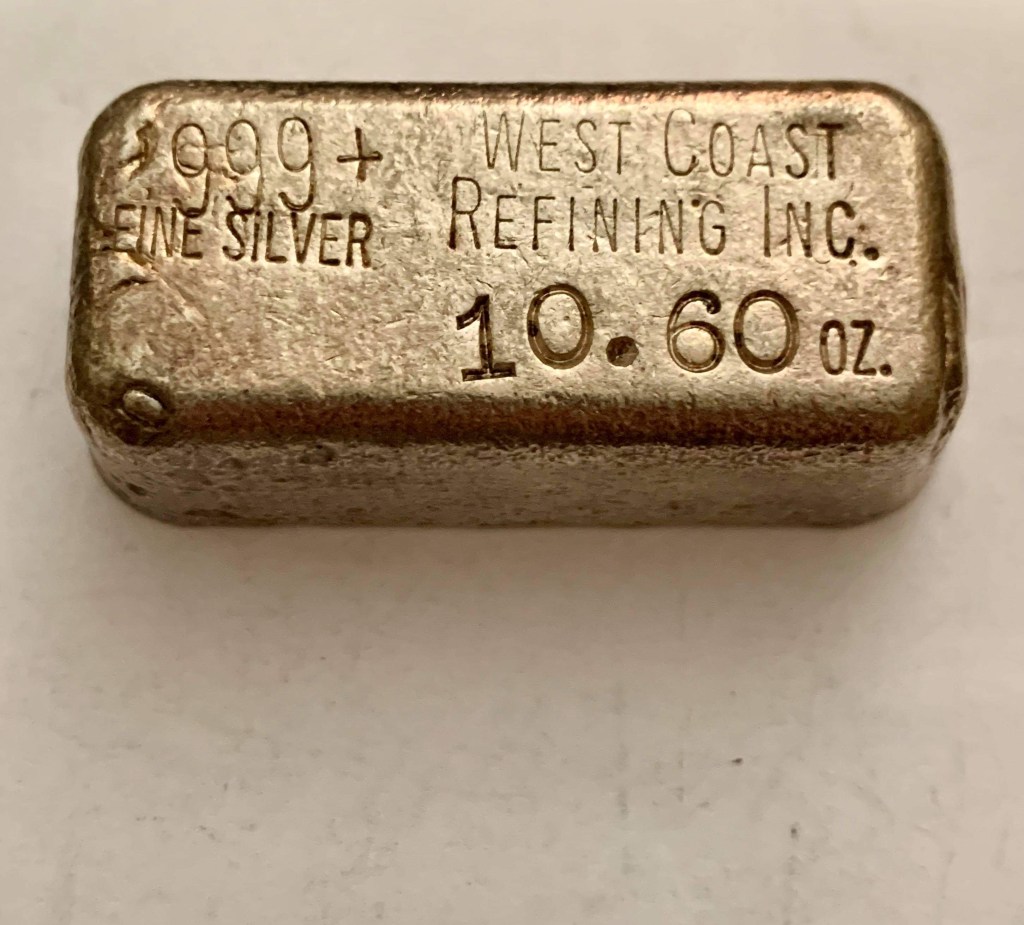 999+
FINE SILVER
WEST COAST
REFINING INC.
10.60 OZ.